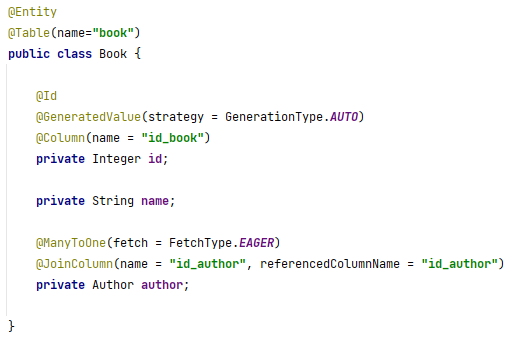 @Entity
@Table(name="book")
public class Book {
@Id
@GeneratedValue(strategy = GenerationType.AUTO)
@Column(name = "id_book")
private Integer id;
private String name;
@ManyToOne(fetch = FetchType.EAGER)
@JoinColumn(name = "id_author", referencedColumnName = "id_author")
private Author author;
}